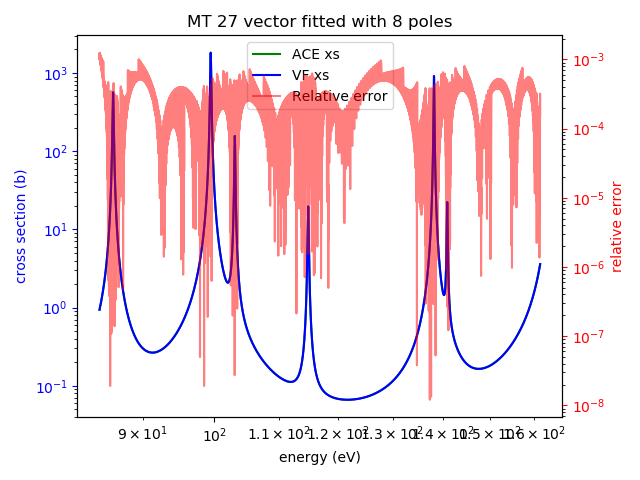 MT 27 vector fitted with 8 poles
ACE xs
VF xs
Relative error
cross section (b)
10³
10²
10¹
10⁰
10⁻¹
relative error
10⁻³
10⁻⁴
10⁻⁵
10⁻⁶
10⁻⁷
10⁻⁸
9×10¹ 10² 1.1×10² 1.2×10² 1.3×10² 1.4×10² 1.5×10² 1.6×10²
energy (eV)